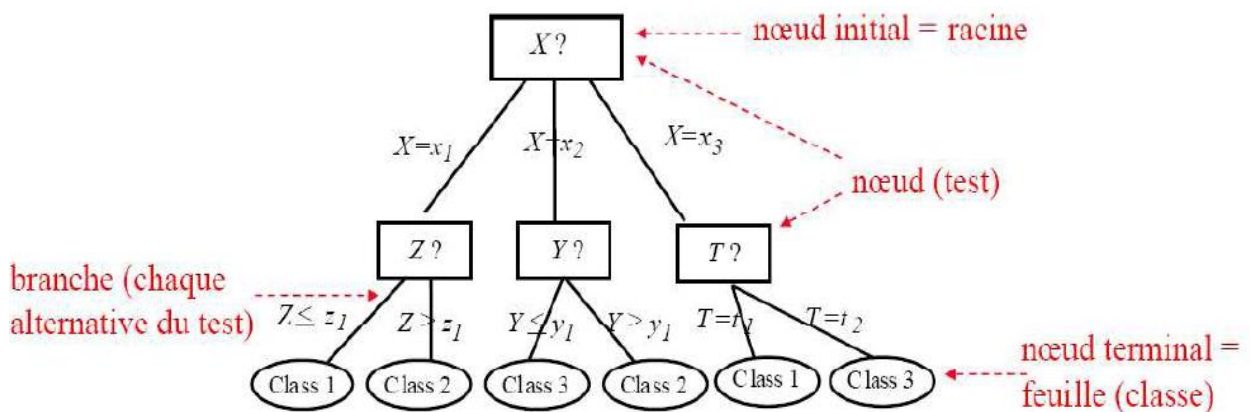 X ?
nœud initial = racine
X=x1
X=x2
X=x3
nœud (test)
Z ?
Y ?
T ?
branche (chaque
alternative du test)
Z≤ z1
Z> z1
Y≤y1
Y> y1
T=t1
T=t2
Class 1
Class 2
Class 3
Class 2
Class 1
Class 3
nœud terminal =
feuille (classe)